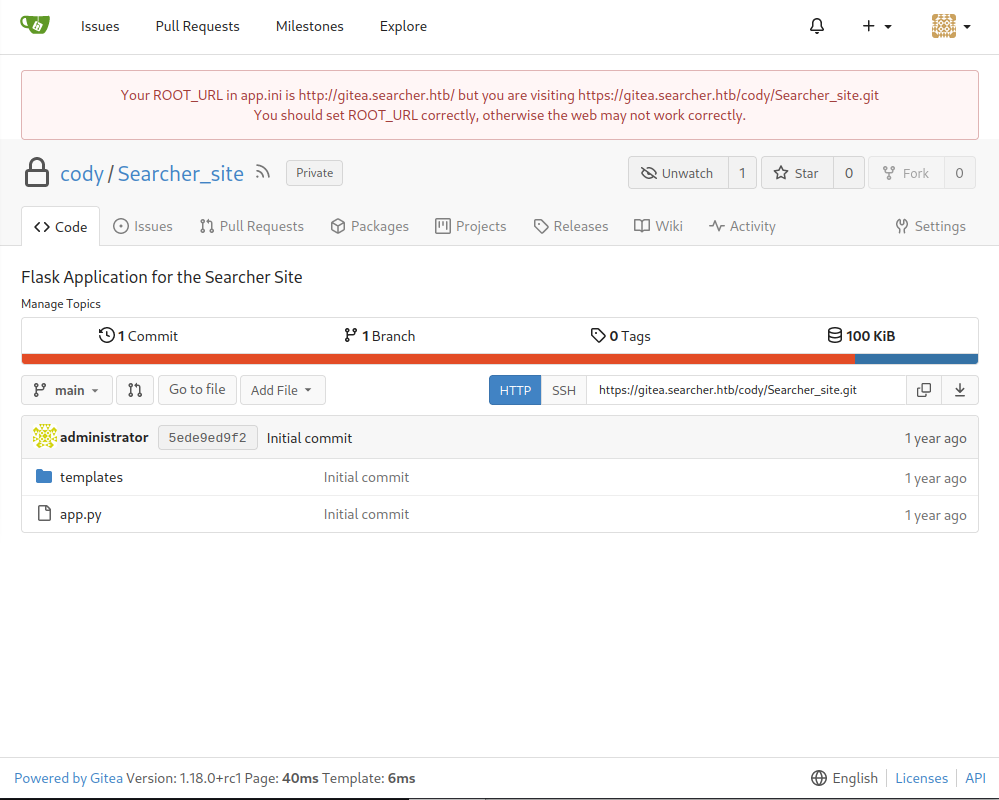 Issues Pull Requests Milestones Explore
Your ROOT_URL in app.ini is http://gitea.searcher.htb/ but you are visiting https://gitea.searcher.htb/cody/Searcher_site.git
You should set ROOT_URL correctly, otherwise the web may not work correctly.
cody / Searcher_site Private Unwatch 1 Star 0 Fork 0
Code Issues Pull Requests Packages Projects Releases Wiki Activity Settings
Flask Application for the Searcher Site
Manage Topics
1 Commit 1 Branch 0 Tags 100 KiB
main Go to file Add File HTTP SSH https://gitea.searcher.htb/cody/Searcher_site.git
administrator 5ede9ed9f2 Initial commit 1 year ago
templates Initial commit 1 year ago
app.py Initial commit 1 year ago
Powered by Gitea Version: 1.18.0+rc1 Page: 40ms Template: 6ms English Licenses API